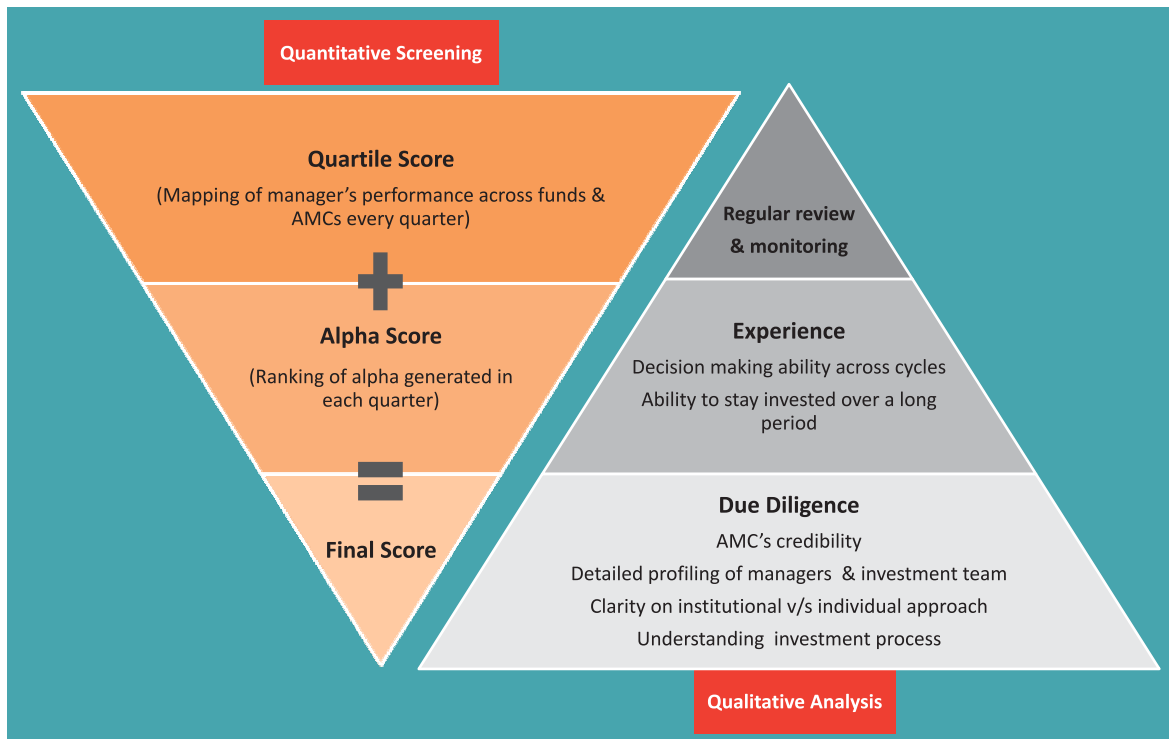 Quantitative Screening
Quartile Score
(Mapping of manager’s performance across funds &
AMCs every quarter)
+
Alpha Score
(Ranking of alpha generated in
each quarter)
=
Final Score
Regular review
& monitoring
Experience
Decision making ability across cycles
Ability to stay invested over a long
period
Due Diligence
AMC’s credibility
Detailed profiling of managers & investment team
Clarity on institutional v/s individual approach
Understanding investment process
Qualitative Analysis